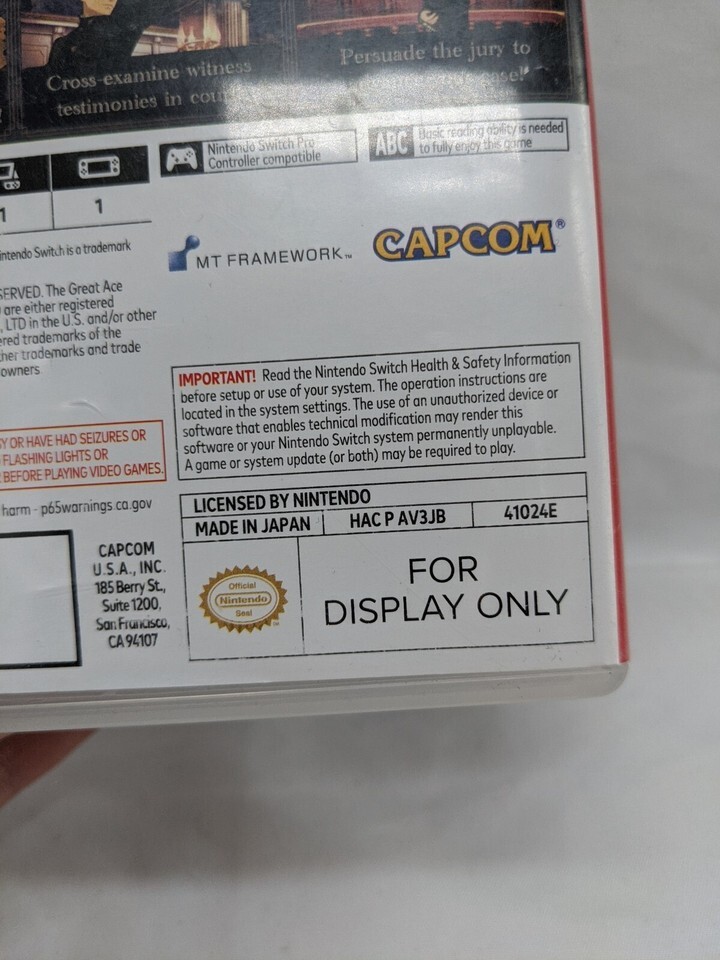 Cross-examine witness
testimonies in
Persuade the jury to
case!
Nintendo Switch Pro
Controller compatible
ABC
Basic reading ability is needed
to fully enjoy this game
1
1
intendo Switch is a trademark
MT FRAMEWORK™
CAPCOM®
SERVED. The Great Ace
are either registered
, LTD in the U.S. and/or other
ered trademarks of the
her trademarks and trade
owners
IMPORTANT! Read the Nintendo Switch Health & Safety Information
before setup or use of your system. The operation instructions are
located in the system settings. The use of an unauthorized device or
software that enables technical modification may render this
software or your Nintendo Switch system permanently unplayable.
A game or system update (or both) may be required to play.
SY OR HAVE HAD SEIZURES OR
FLASHING LIGHTS OR
BEFORE PLAYING VIDEO GAMES.
harm - p65warnings.ca.gov
LICENSED BY NINTENDO
MADE IN JAPAN
HAC P AV3JB
41024E
CAPCOM
U.S.A., INC.
185 Berry St.,
Suite 1200,
San Francisco,
CA 94107
Official
Nintendo
Seal
FOR
DISPLAY ONLY